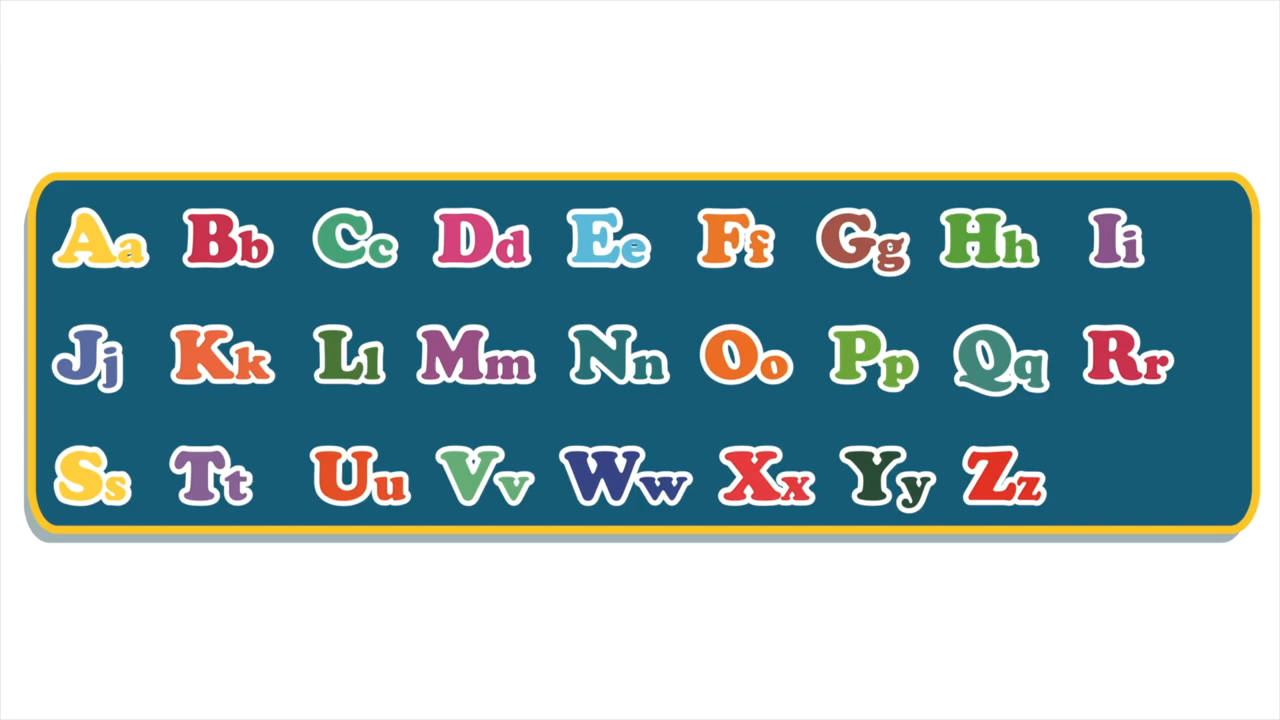 Aa Bb Cc Dd Ee Ff Gg Hh Ii
Jj Kk Ll Mm Nn Oo Pp Qq Rr
Ss Tt Uu Vv Ww Xx Yy Zz